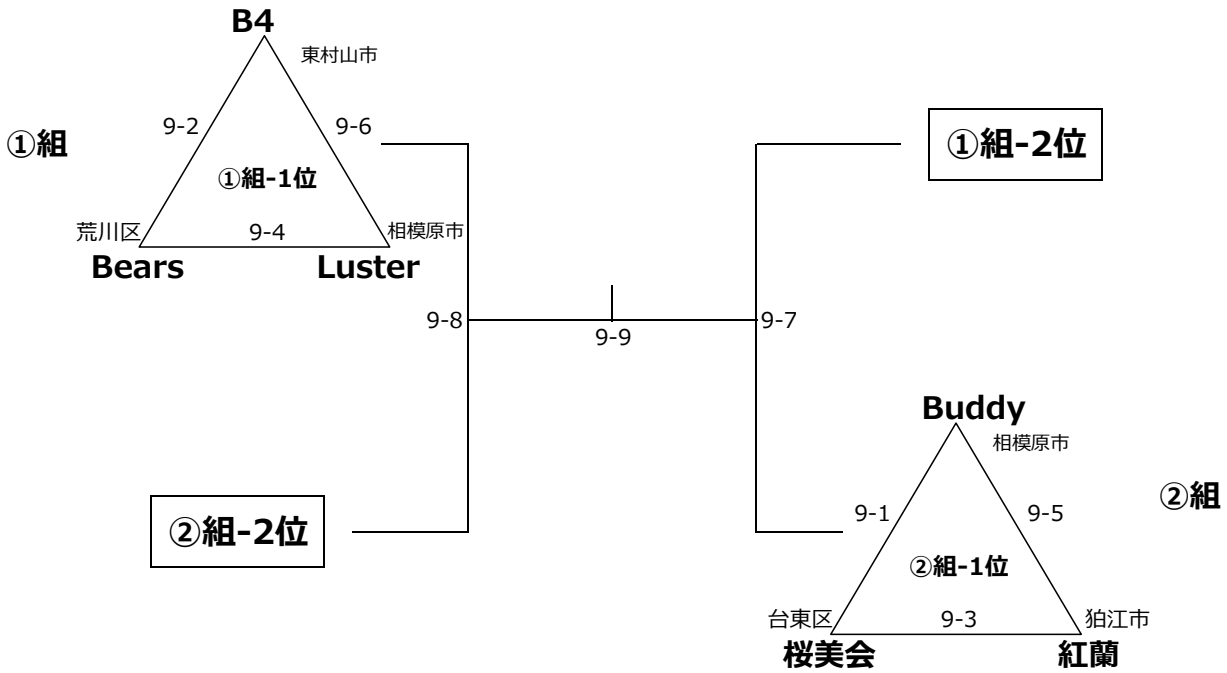 B4
東村山市
9-2
9-6
①組
①組-1位
荒川区
9-4
相模原市
Bears
Luster
①組-2位
9-8
9-9
9-7
Buddy
相模原市
②組
9-1
9-5
②組-2位
②組-1位
台東区
9-3
狛江市
桜美会
紅蘭